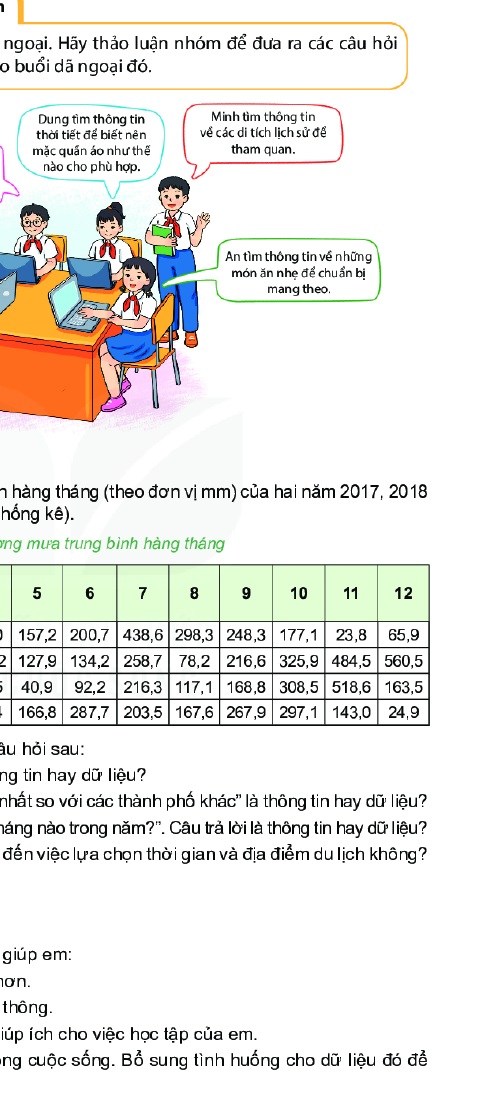 ngoại. Hãy thảo luận nhóm để đưa ra các câu hỏi
o buổi dã ngoại đó.
Dung tìm thông tin
thời tiết để biết nên
mặc quần áo như thế
nào cho phù hợp.
Minh tìm thông tin
về các di tích lịch sử để
tham quan.
An tìm thông tin về những
món ăn nhẹ để chuẩn bị
mang theo.
hàng tháng (theo đơn vị mm) của hai năm 2017, 2018
hống kê).
mưa trung bình hàng tháng
5 6 7 8 9 10 11 12
157,2 200,7 438,6 298,3 248,3 177,1 23,8 65,9
2 127,9 134,2 258,7 78,2 216,6 325,9 484,5 560,5
5 40,9 92,2 216,3 117,1 168,8 308,5 518,6 163,5
166,8 287,7 203,5 167,6 267,9 297,1 143,0 24,9
âu hỏi sau:
ng tin hay dữ liệu?
nhất so với các thành phố khác” là thông tin hay dữ liệu?
háng nào trong năm?”. Câu trả lời là thông tin hay dữ liệu?
đến việc lựa chọn thời gian và địa điểm du lịch không?
giúp em:
hơn.
thông.
iúp ích cho việc học tập của em.
ng cuộc sống. Bổ sung tình huống cho dữ liệu đó để